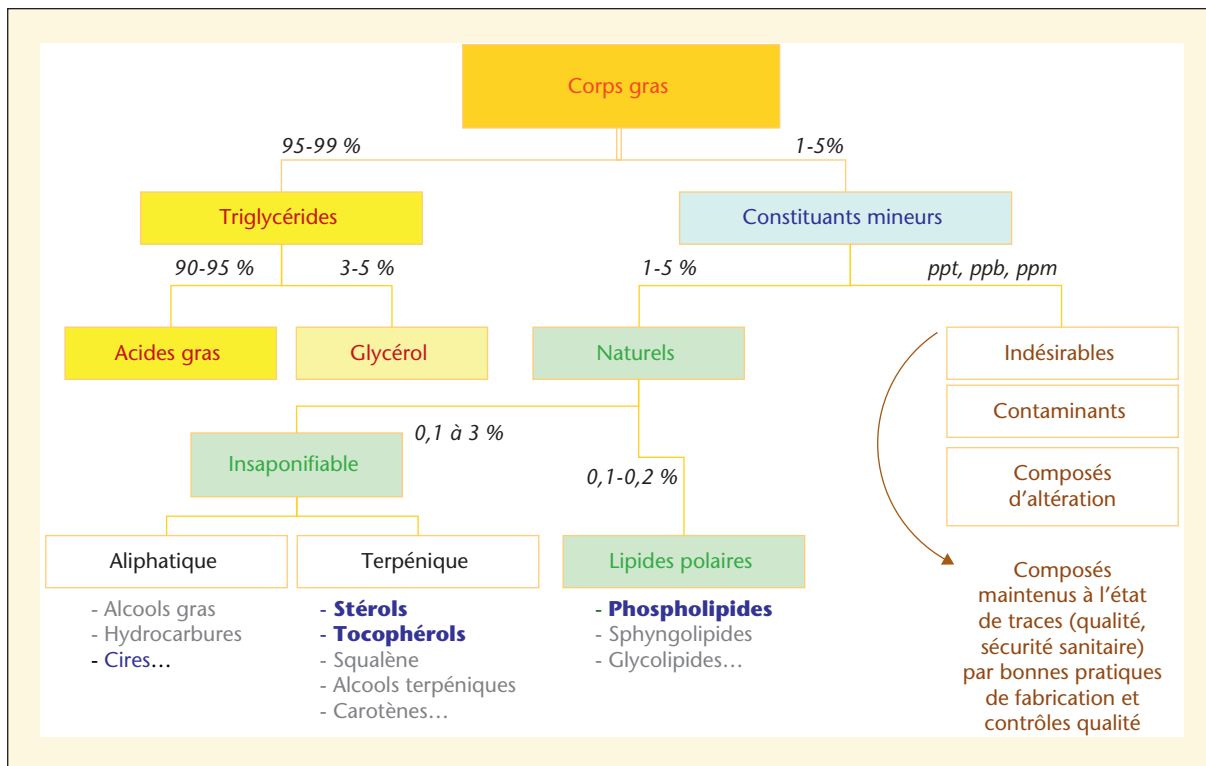 Corps gras
95-99 %
1-5%
Triglycérides
Constituants mineurs
90-95 %
3-5 %
1-5 %
ppt, ppb, ppm
Acides gras
Glycérol
Naturels
Indésirables
Contaminants
Composés
d'altération
0,1 à 3 %
Insaponifiable
0,1-0,2 %
Aliphatique
Terpénique
Lipides polaires
- Alcools gras
- Hydrocarbures
- Cires…
- Stérols
- Tocophérols
- Squalène
- Alcools terpéniques
- Carotènes…
- Phospholipides
- Sphyngolipides
- Glycolipides…
Composés
maintenus à l'état
de traces (qualité,
sécurité sanitaire)
par bonnes pratiques
de fabrication et
contrôles qualité